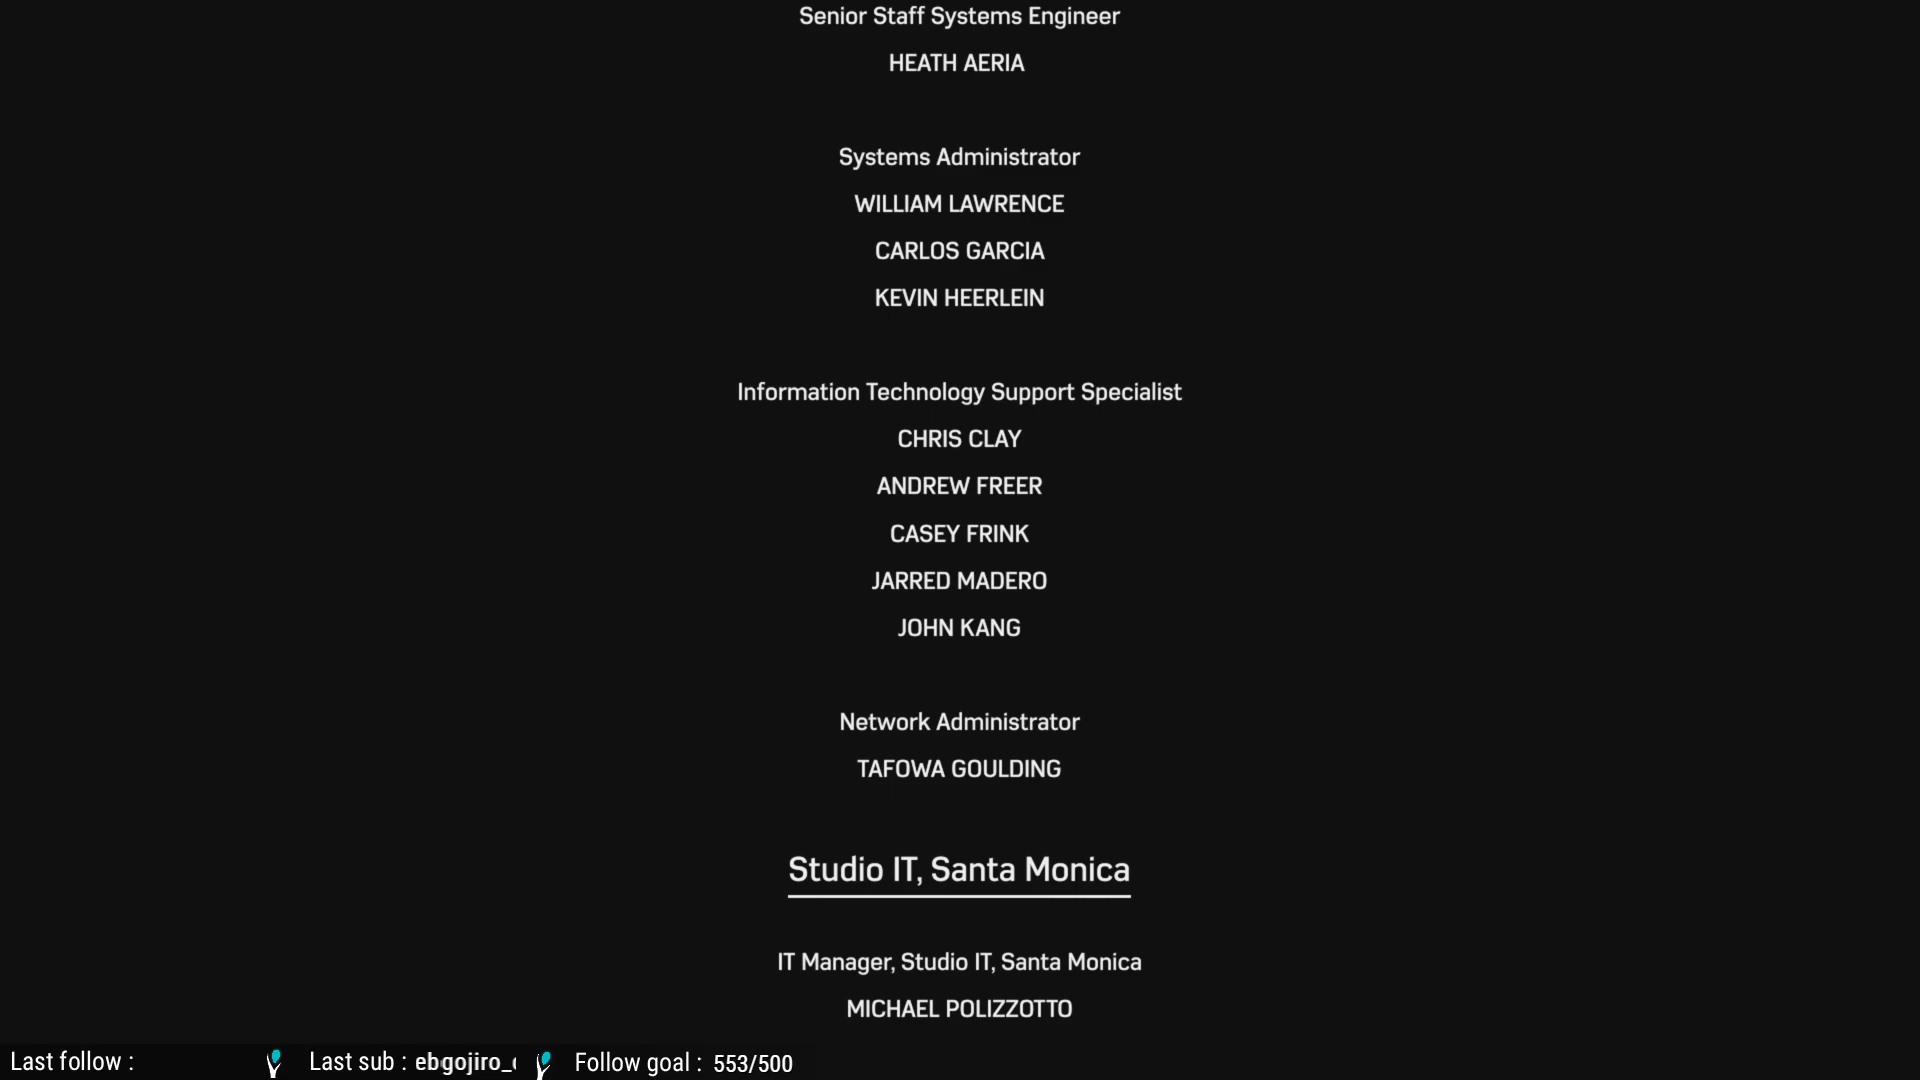 Senior Staff Systems Engineer
HEATH AERIA
Systems Administrator
WILLIAM LAWRENCE
CARLOS GARCIA
KEVIN HEERLEIN
Information Technology Support Specialist
CHRIS CLAY
ANDREW FREER
CASEY FRINK
JARRED MADERO
JOHN KANG
Network Administrator
TAFOWA GOULDING
Studio IT, Santa Monica
IT Manager, Studio IT, Santa Monica
MICHAEL POLIZZOTTO
Last follow : Last sub : ebgojiro_ Follow goal : 553/500